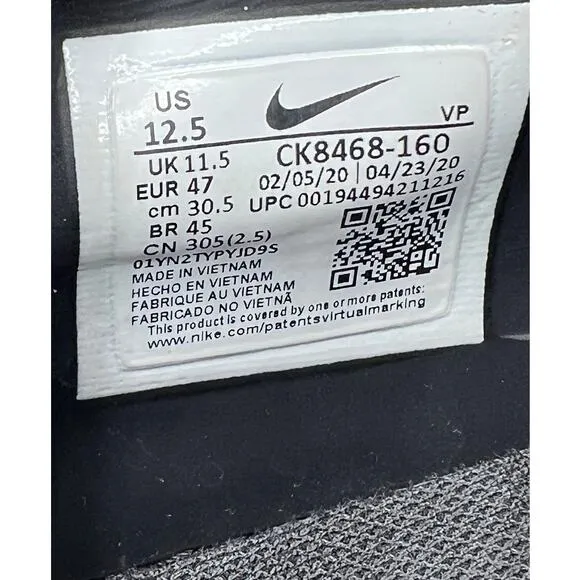 US
12.5
VP
UK 11.5
CK8468-160
EUR 47
02/05/20 | 04/23/20
cm 30.5
UPC 00194494211216
BR 45
CN 305(2.5)
01YN2TYPYJD9S
MADE IN VIETNAM
HECHO EN VIETNAM
FABRIQUE AU VIETNAM
FABRICADO NO VIETNÃ
This product is covered by one or more patents:
www.nike.com/patentsvirtualmarking